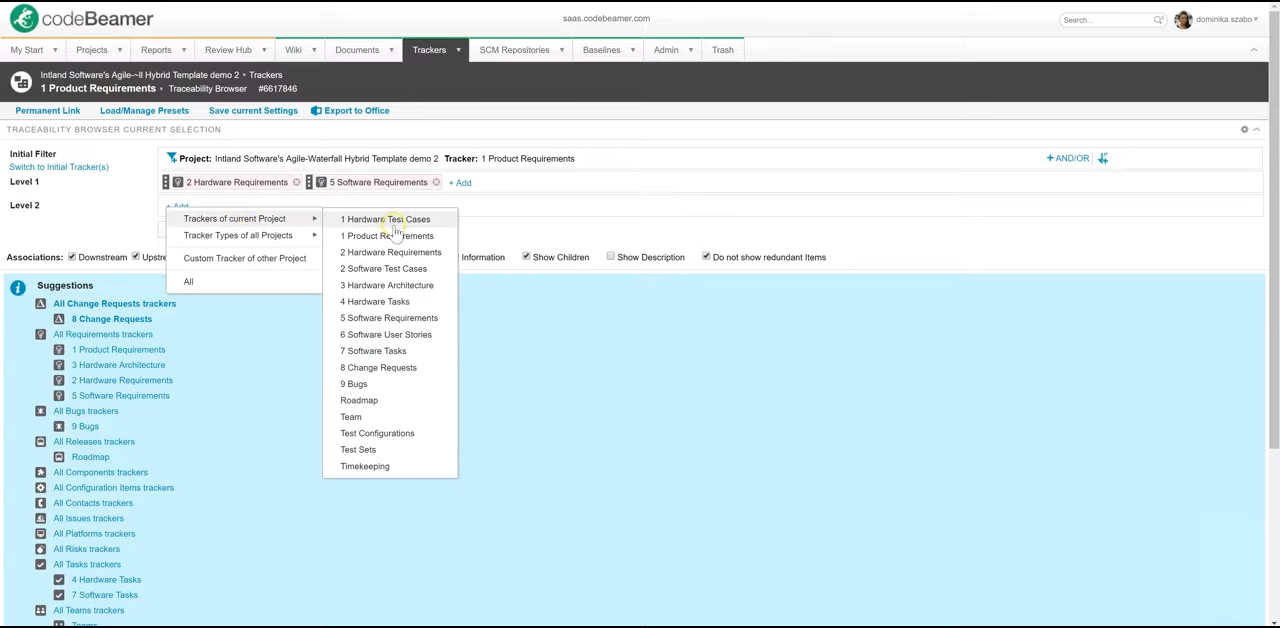 codeBeamer
saas.codebeamer.com
Search...
dominika.szabo
My Start
Projects
Reports
Review Hub
Wiki
Documents
Trackers
SCM Repositories
Baselines
Admin
Trash
Intland Software's Agile-~ll Hybrid Template demo 2 • Trackers
1 Product Requirements • Traceability Browser #6617846
Permanent Link
Load/Manage Presets
Save current Settings
Export to Office
TRACEABILITY BROWSER CURRENT SELECTION
Initial Filter
Project: Intland Software's Agile-Waterfall Hybrid Template demo 2 Tracker: 1 Product Requirements
+ AND/OR
Switch to Initial Tracker(s)
Level 1
2 Hardware Requirements
5 Software Requirements
+ Add
Level 2
+ Add
Trackers of current Project
Tracker Types of all Projects
Custom Tracker of other Project
All
1 Hardware Test Cases
1 Product Requirements
2 Hardware Requirements
2 Software Test Cases
3 Hardware Architecture
4 Hardware Tasks
5 Software Requirements
6 Software User Stories
7 Software Tasks
8 Change Requests
9 Bugs
Roadmap
Team
Test Configurations
Test Sets
Timekeeping
Associations:
Downstream
Upstre
Information
Show Children
Show Description
Do not show redundant Items
Suggestions
All Change Requests trackers
8 Change Requests
All Requirements trackers
1 Product Requirements
3 Hardware Architecture
2 Hardware Requirements
5 Software Requirements
All Bugs trackers
9 Bugs
All Releases trackers
Roadmap
All Components trackers
All Configuration Items trackers
All Contacts trackers
All Issues trackers
All Platforms trackers
All Risks trackers
All Tasks trackers
4 Hardware Tasks
7 Software Tasks
All Teams trackers